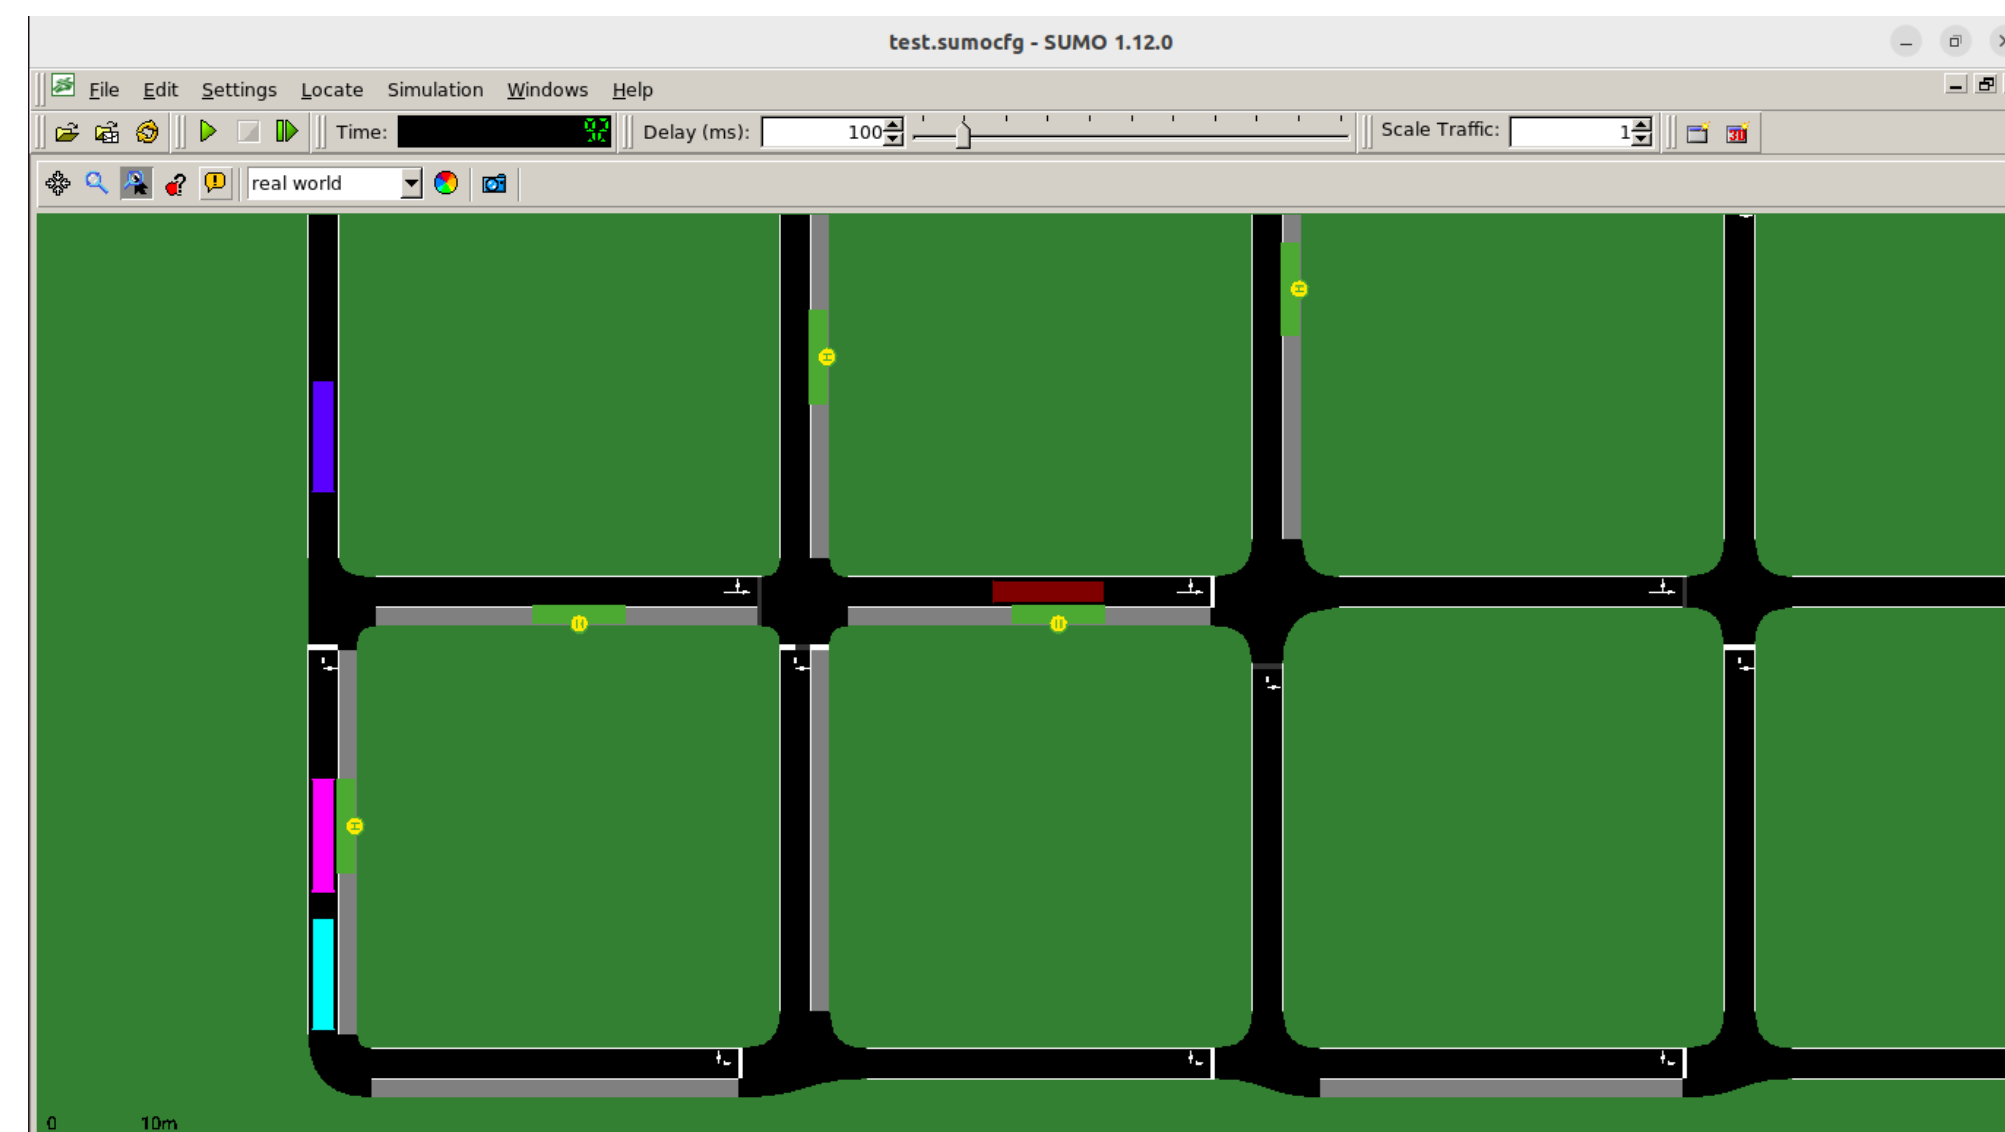 test.sumocfg - SUMO 1.12.0
File Edit Settings Locate Simulation Windows Help
Time: Delay (ms): 100 Scale Traffic: 1 3D
real world
H
H
H
H
H
0 10m